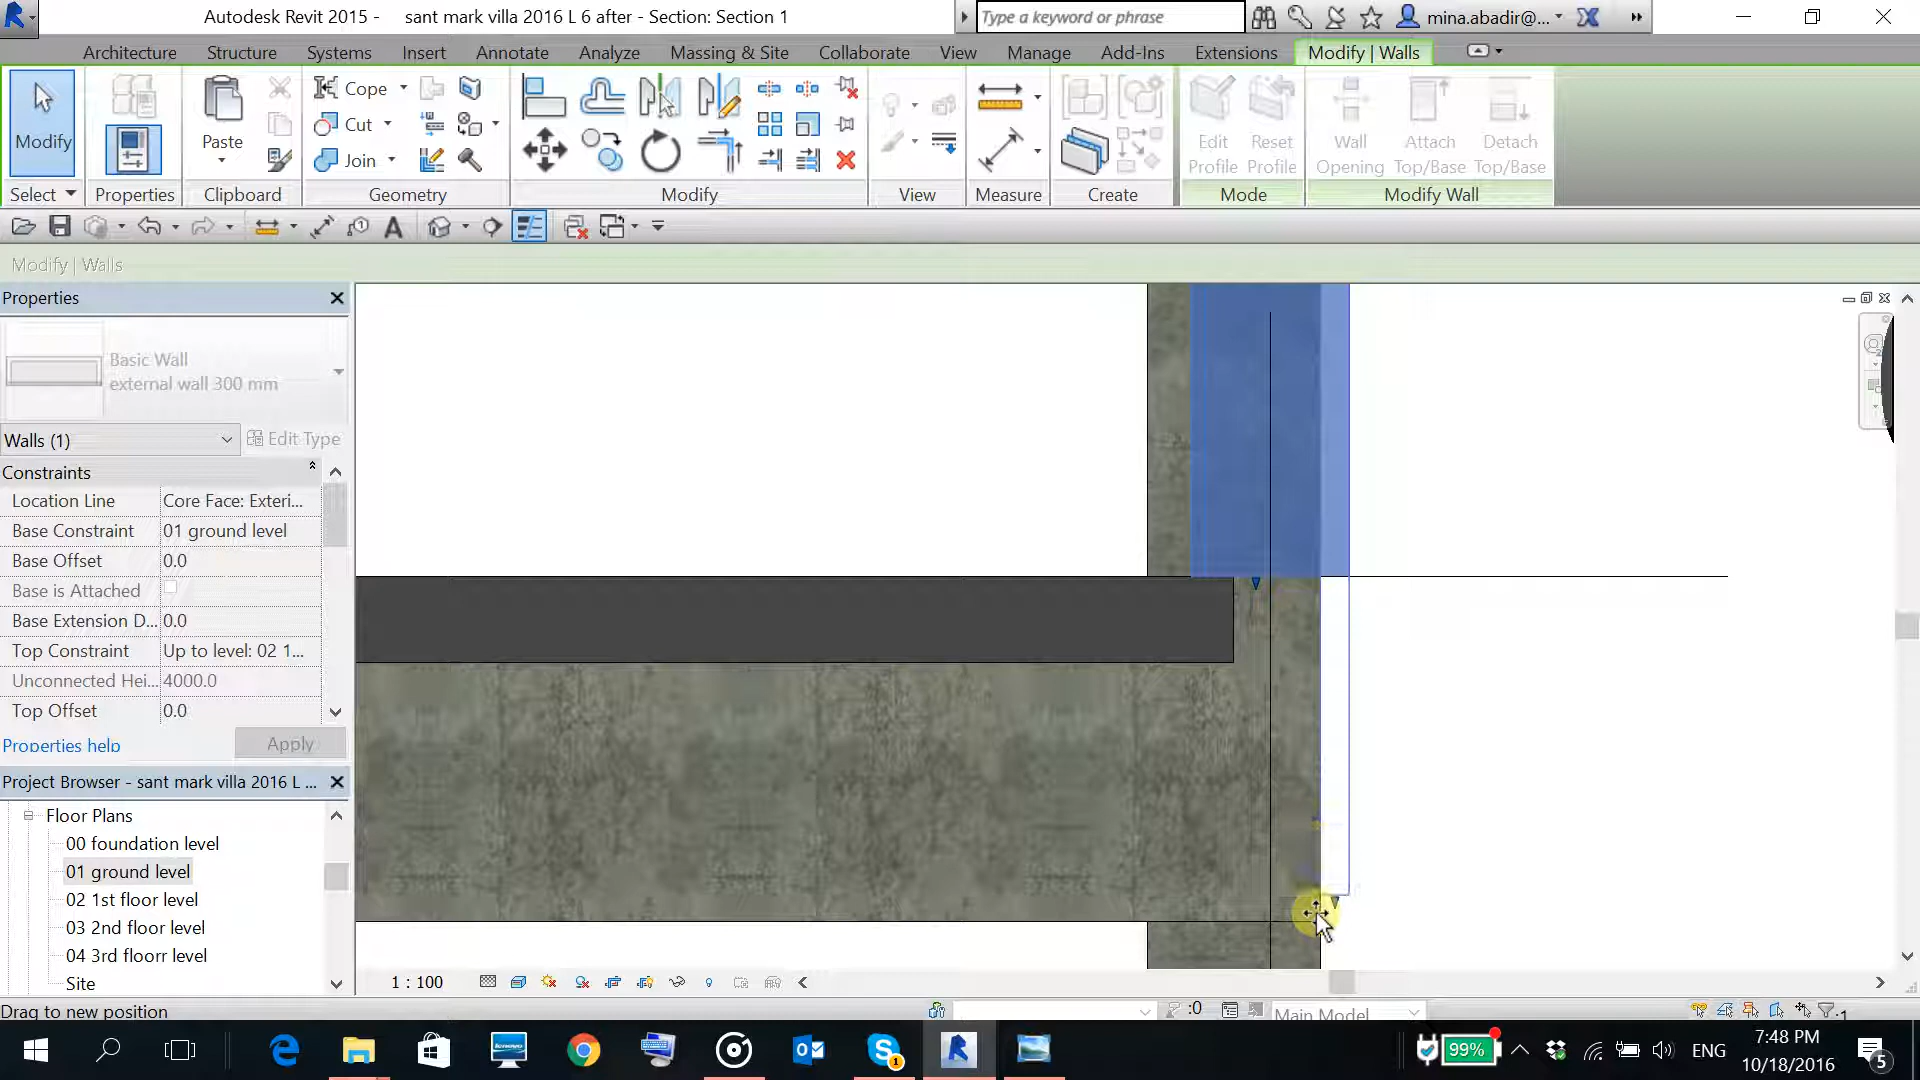 Autodesk Revit 2015 - sant mark villa 2016 L 6 after - Section: Section 1
Type a keyword or phrase
mina.abadir@...
Architecture Structure Systems Insert Annotate Analyze Massing & Site Collaborate View Manage Add-Ins Extensions Modify | Walls
Modify
Paste
Cope
Cut
Join
Edit Profile
Reset Profile
Wall Opening
Attach Top/Base
Detach Top/Base
Select Properties Clipboard Geometry Modify View Measure Create Mode Modify Wall
A
Modify | Walls
Properties
Basic Wall
external wall 300 mm
Walls (1) Edit Type
Constraints
Location Line Core Face: Exteri...
Base Constraint 01 ground level
Base Offset 0.0
Base is Attached
Base Extension D... 0.0
Top Constraint Up to level: 02 1...
Unconnected Hei... 4000.0
Top Offset 0.0
Properties help Apply
Project Browser - sant mark villa 2016 L ...
Floor Plans
00 foundation level
01 ground level
02 1st floor level
03 2nd floor level
04 3rd floorr level
Site
1 : 100
Drag to new position
:0
Main Model
:1
99%
ENG
7:48 PM
10/18/2016
1
5